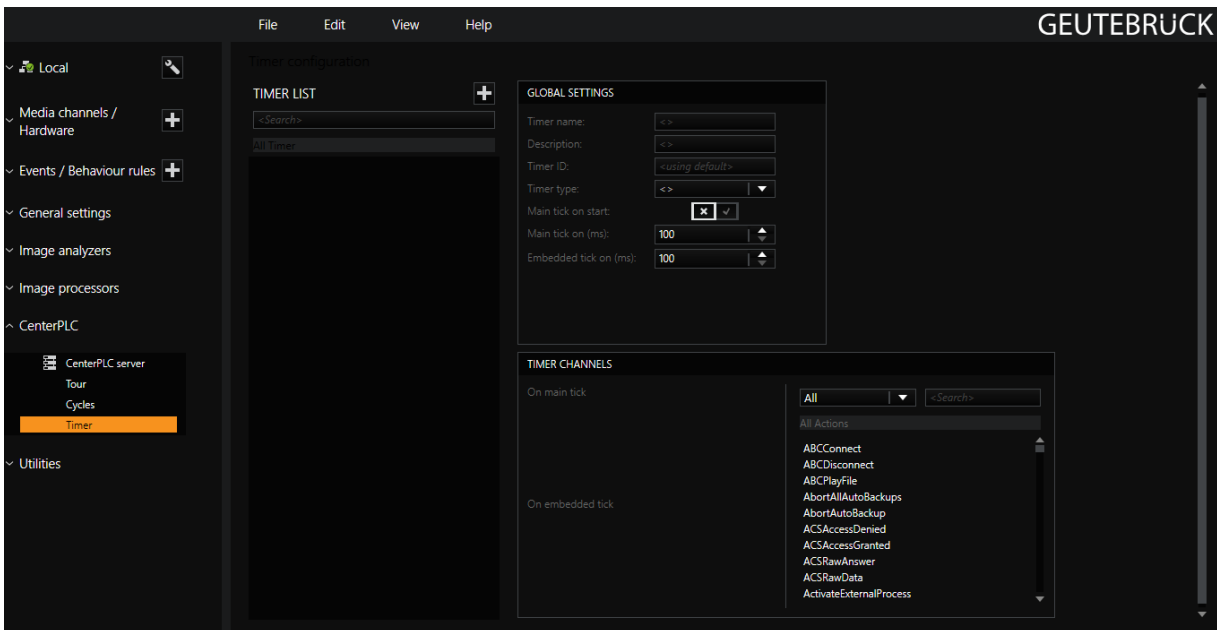 File Edit View Help
GEUTEBRÜCK
Local
Media channels /
Hardware
Events / Behaviour rules
General settings
Image analyzers
Image processors
CenterPLC
CenterPLC server
Tour
Cycles
Timer
Utilities
Timer configuration
TIMER LIST
<Search>
All Timer
GLOBAL SETTINGS
Timer name: <>
Description: <>
Timer ID: <using default>
Timer type: <>
Main tick on start:
Main tick on (ms): 100
Embedded tick on (ms): 100
TIMER CHANNELS
On main tick
On embedded tick
All <Search>
All Actions
ABCConnect
ABCDisconnect
ABCPlayFile
AbortAllAutoBackups
AbortAutoBackup
ACSAccessDenied
ACSAccessGranted
ACSRawAnswer
ACSRawData
ActivateExternalProcess